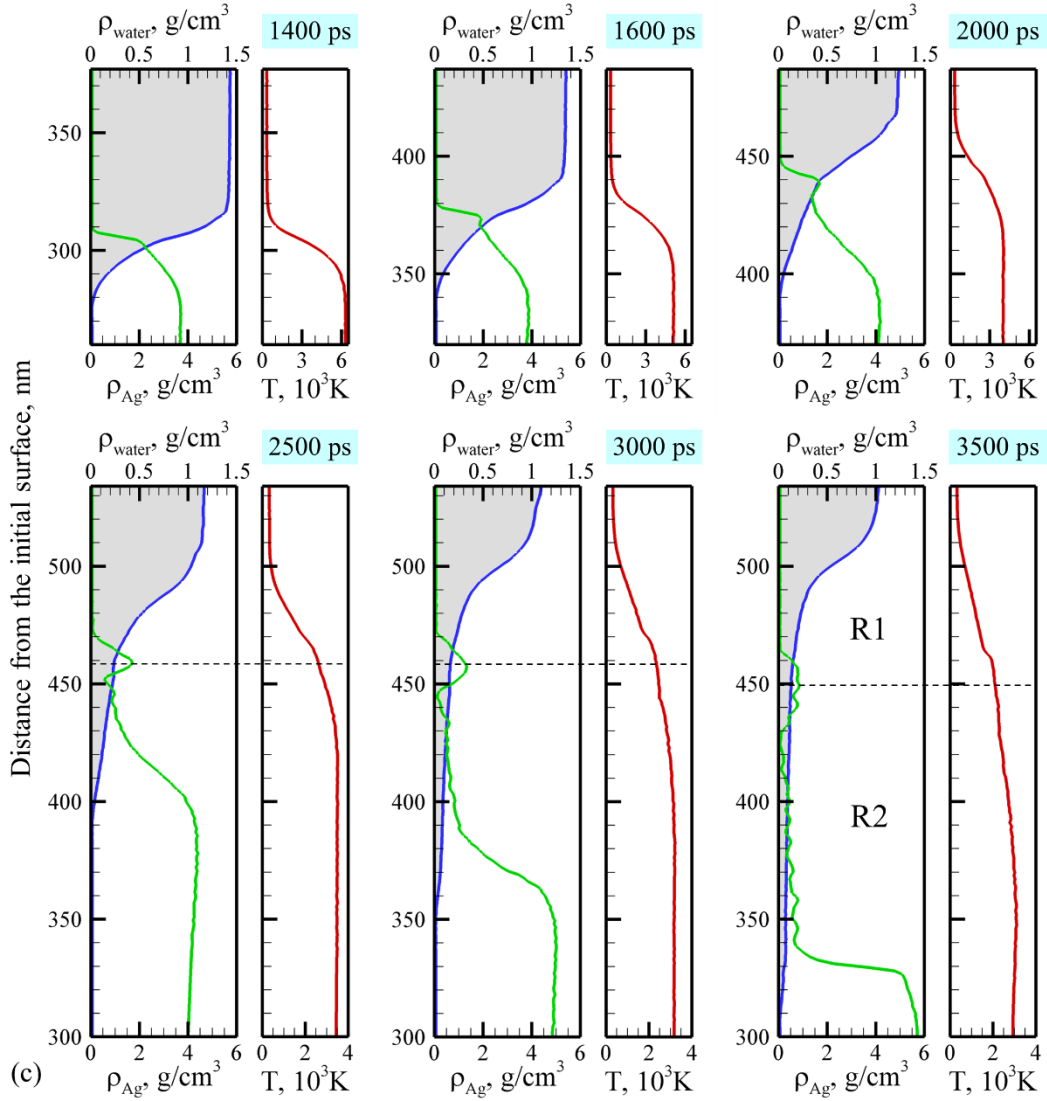 ρwater, g/cm³ 1400 ps ρwater, g/cm³ 1600 ps ρwater, g/cm³ 2000 ps
0 0.5 1 1.5 0 0.5 1 1.5 0 0.5 1 1.5
350 400 450
300 350 400
0 2 4 6 0 3 6 0 2 4 6 0 3 6 0 2 4 6 0 3 6
ρAg, g/cm³ T, 10³K ρAg, g/cm³ T, 10³K ρAg, g/cm³ T, 10³K
Distance from the initial surface, nm
ρwater, g/cm³ 2500 ps ρwater, g/cm³ 3000 ps ρwater, g/cm³ 3500 ps
0 0.5 1 1.5 0 0.5 1 1.5 0 0.5 1 1.5
500 500 500
R1
450 450 450
400 400 400
R2
350 350 350
300 300 300
0 2 4 6 0 2 4 0 2 4 6 0 2 4 0 2 4 6 0 2 4
(c) ρAg, g/cm³ T, 10³K ρAg, g/cm³ T, 10³K ρAg, g/cm³ T, 10³K